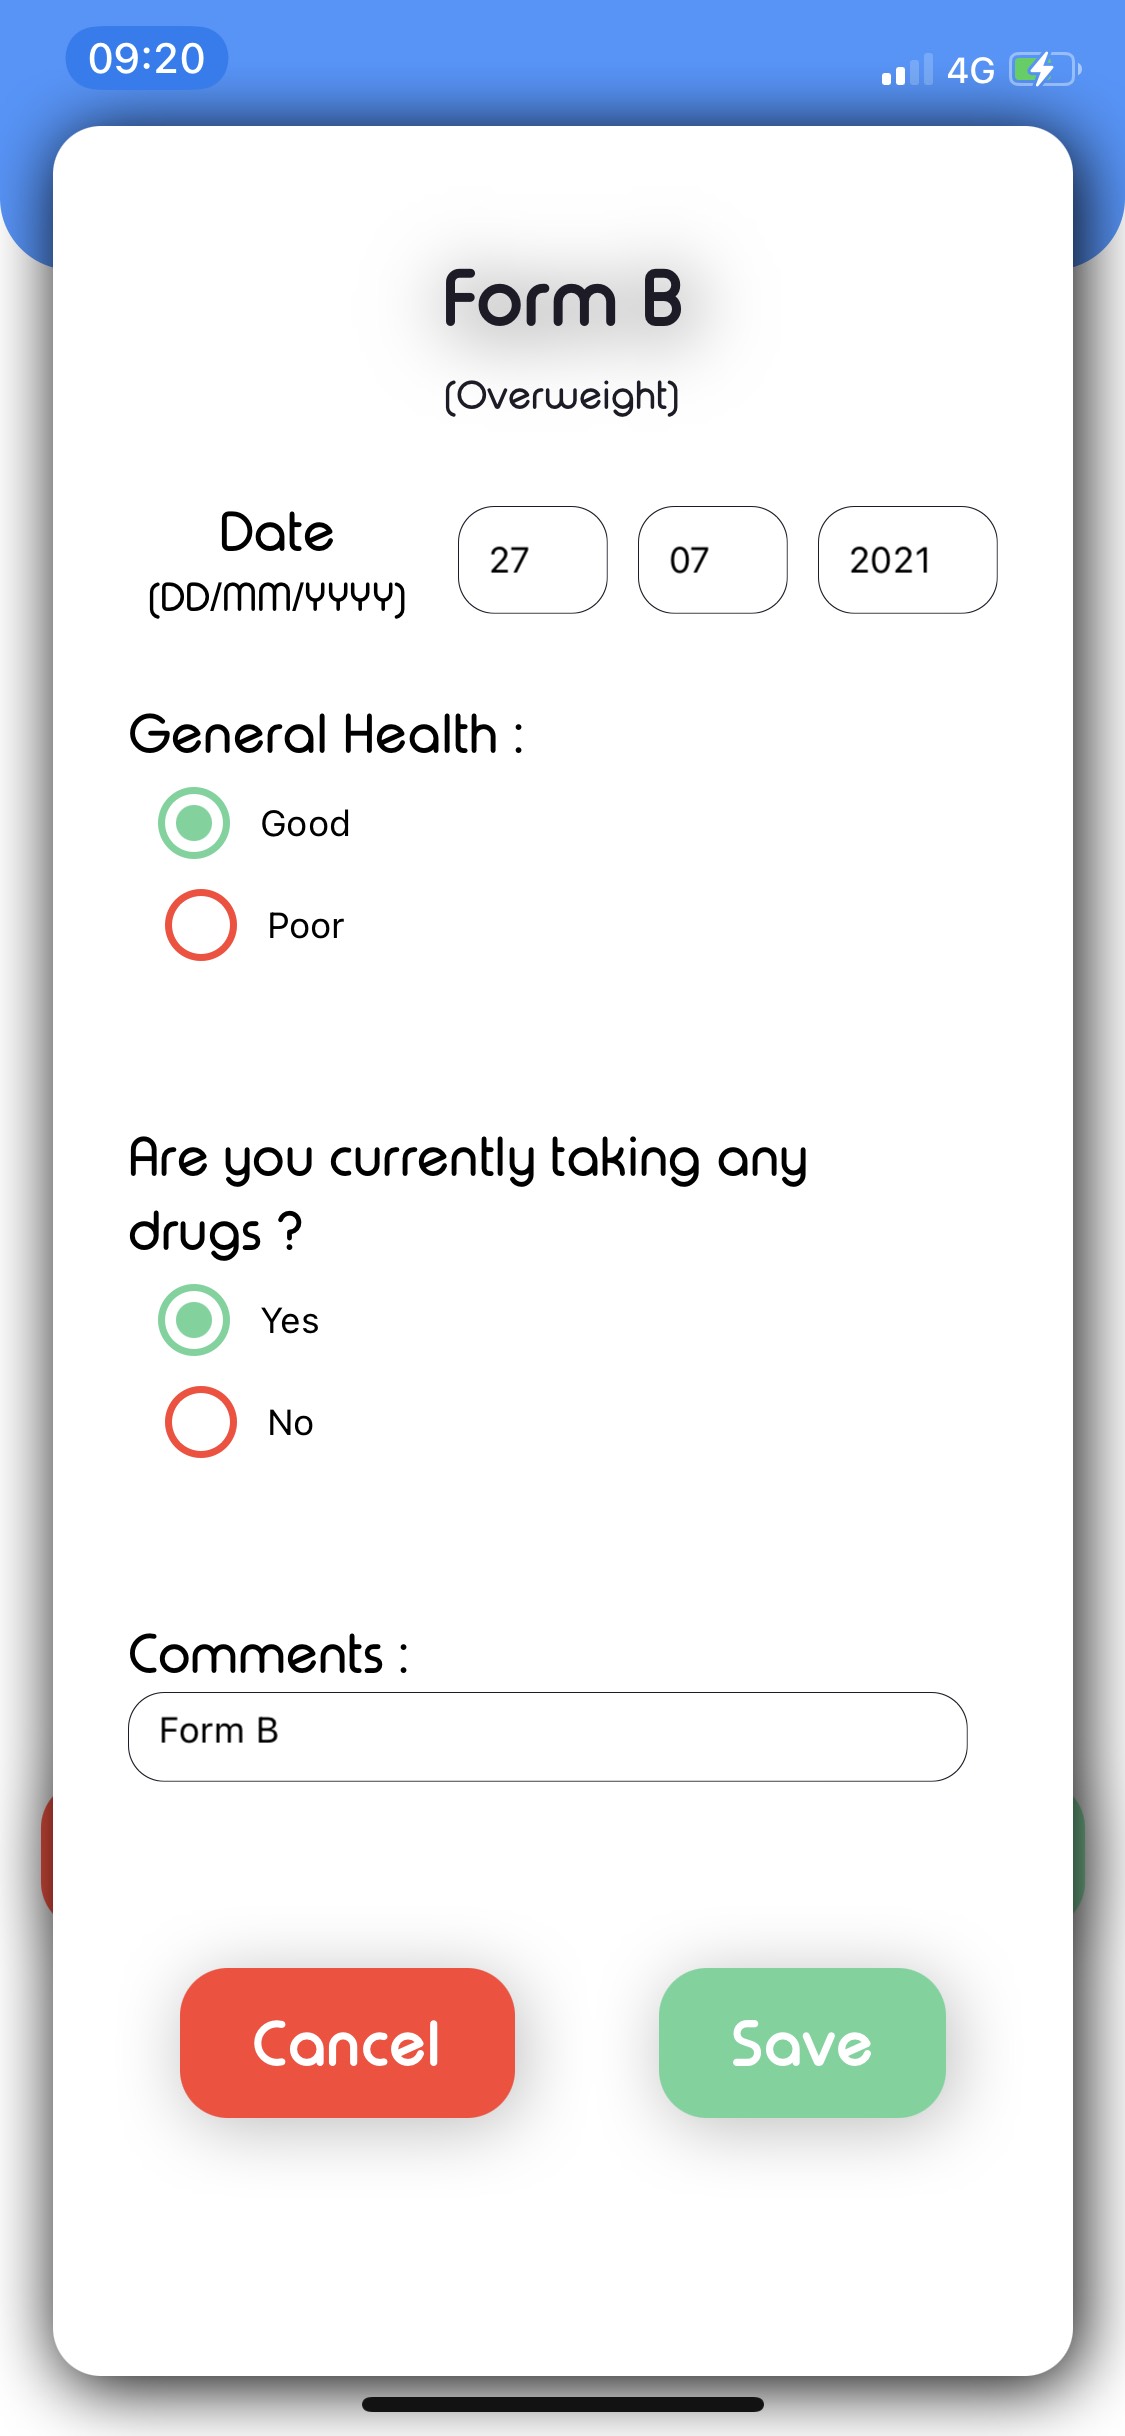 09:20
4G
Form B
(Overweight)
Date
(DD/MM/YYYY)
27 07 2021
General Health :
Good
Poor
Are you currently taking any
drugs ?
Yes
No
Comments :
Form B
Cancel Save